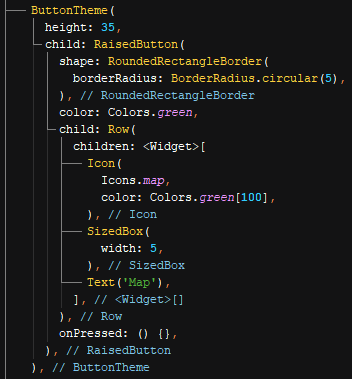 ButtonTheme(
height: 35,
child: RaisedButton(
shape: RoundedRectangleBorder(
borderRadius: BorderRadius.circular(5),
), // RoundedRectangleBorder
color: Colors.green,
child: Row(
children: <Widget>[
Icon(
Icons.map,
color: Colors.green[100],
), // Icon
SizedBox(
width: 5,
), // SizedBox
Text('Map'),
], // <Widget>[]
), // Row
onPressed: () {},
), // RaisedButton
), // ButtonTheme